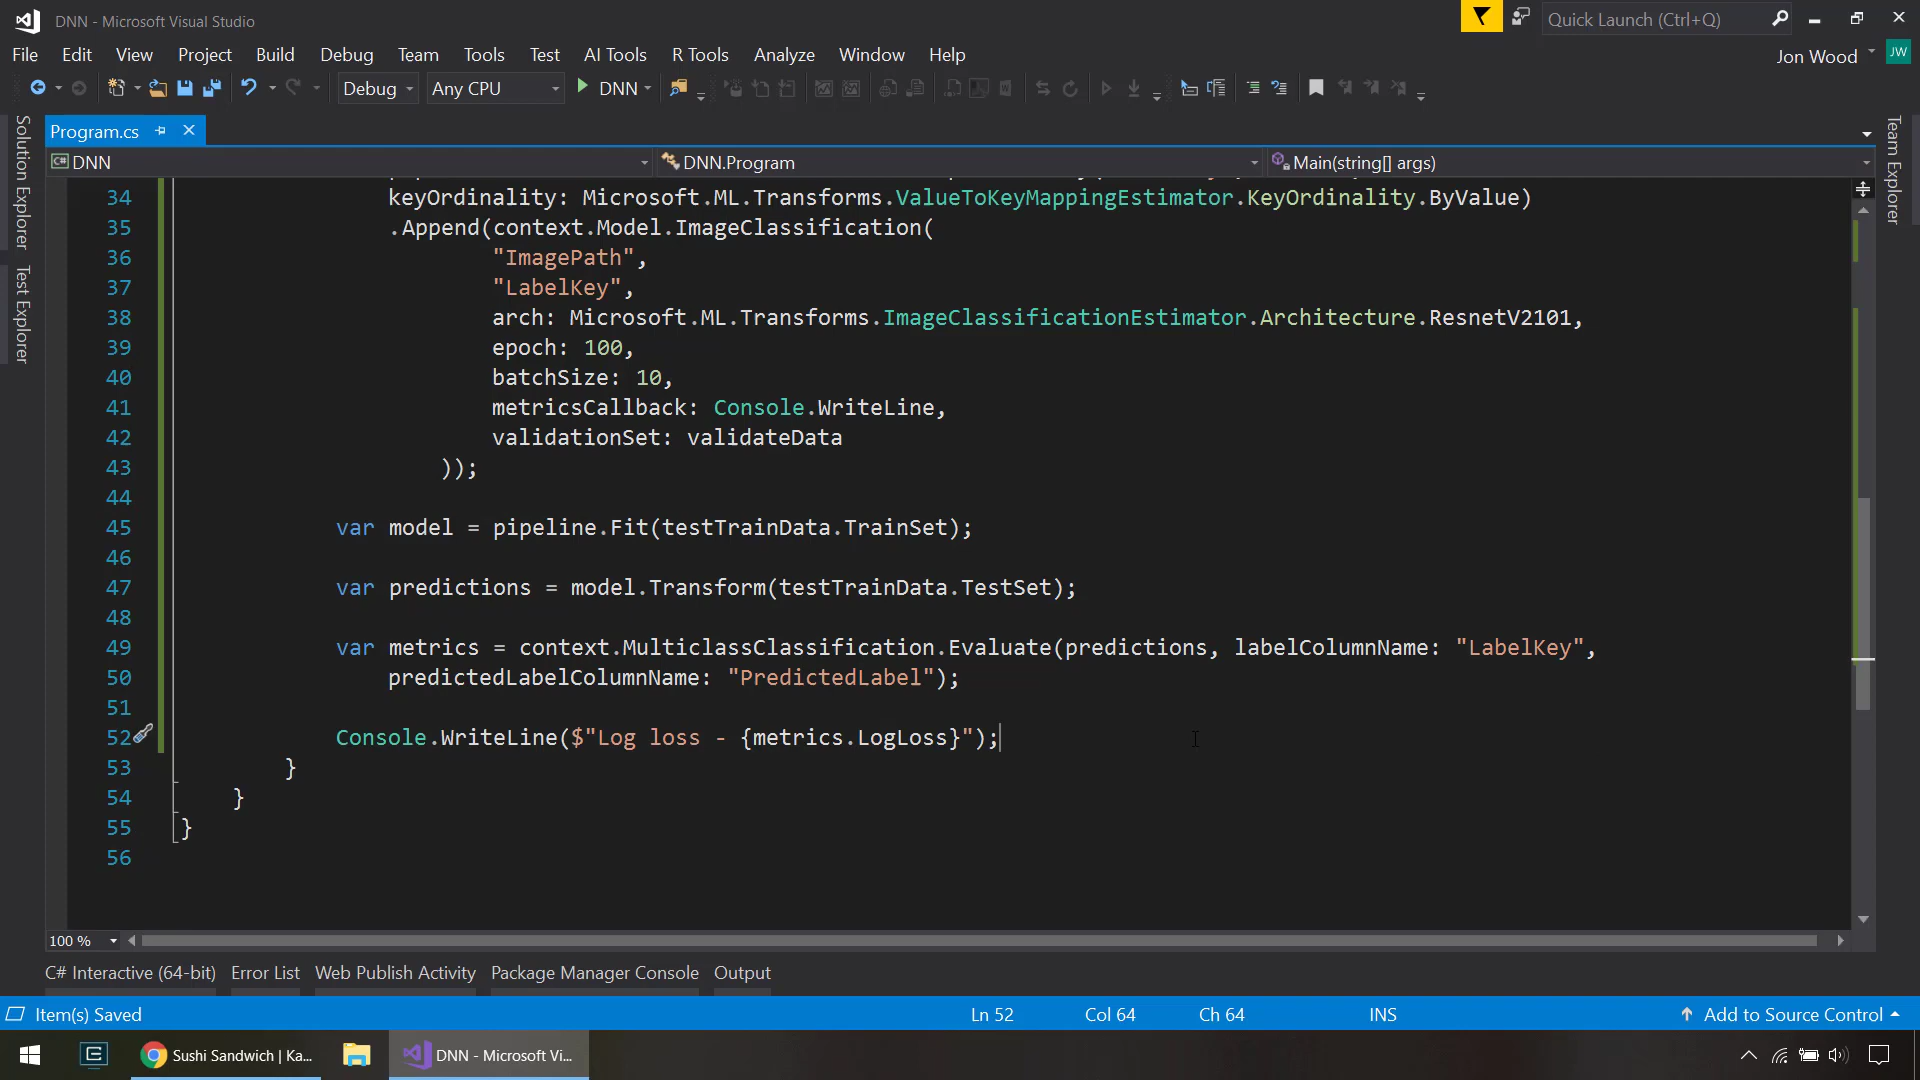 DNN - Microsoft Visual Studio
Quick Launch (Ctrl+Q)
File Edit View Project Build Debug Team Tools Test AI Tools R Tools Analyze Window Help
Jon Wood JW
Debug Any CPU DNN
Solution Explorer
Test Explorer
Team Explorer
Program.cs
C# DNN DNN.Program Main(string[] args)
34 keyOrdinality: Microsoft.ML.Transforms.ValueToKeyMappingEstimator.KeyOrdinality.ByValue)
35 .Append(context.Model.ImageClassification(
36 "ImagePath",
37 "LabelKey",
38 arch: Microsoft.ML.Transforms.ImageClassificationEstimator.Architecture.ResnetV2101,
39 epoch: 100,
40 batchSize: 10,
41 metricsCallback: Console.WriteLine,
42 validationSet: validateData
43 ));
44
45 var model = pipeline.Fit(testTrainData.TrainSet);
46
47 var predictions = model.Transform(testTrainData.TestSet);
48
49 var metrics = context.MulticlassClassification.Evaluate(predictions, labelColumnName: "LabelKey",
50 predictedLabelColumnName: "PredictedLabel");
51
52 Console.WriteLine($"Log loss - {metrics.LogLoss}");
53 }
54 }
55 }
56
100 %
C# Interactive (64-bit) Error List Web Publish Activity Package Manager Console Output
Item(s) Saved Ln 52 Col 64 Ch 64 INS Add to Source Control
Sushi Sandwich | Ka... DNN - Microsoft Vi...